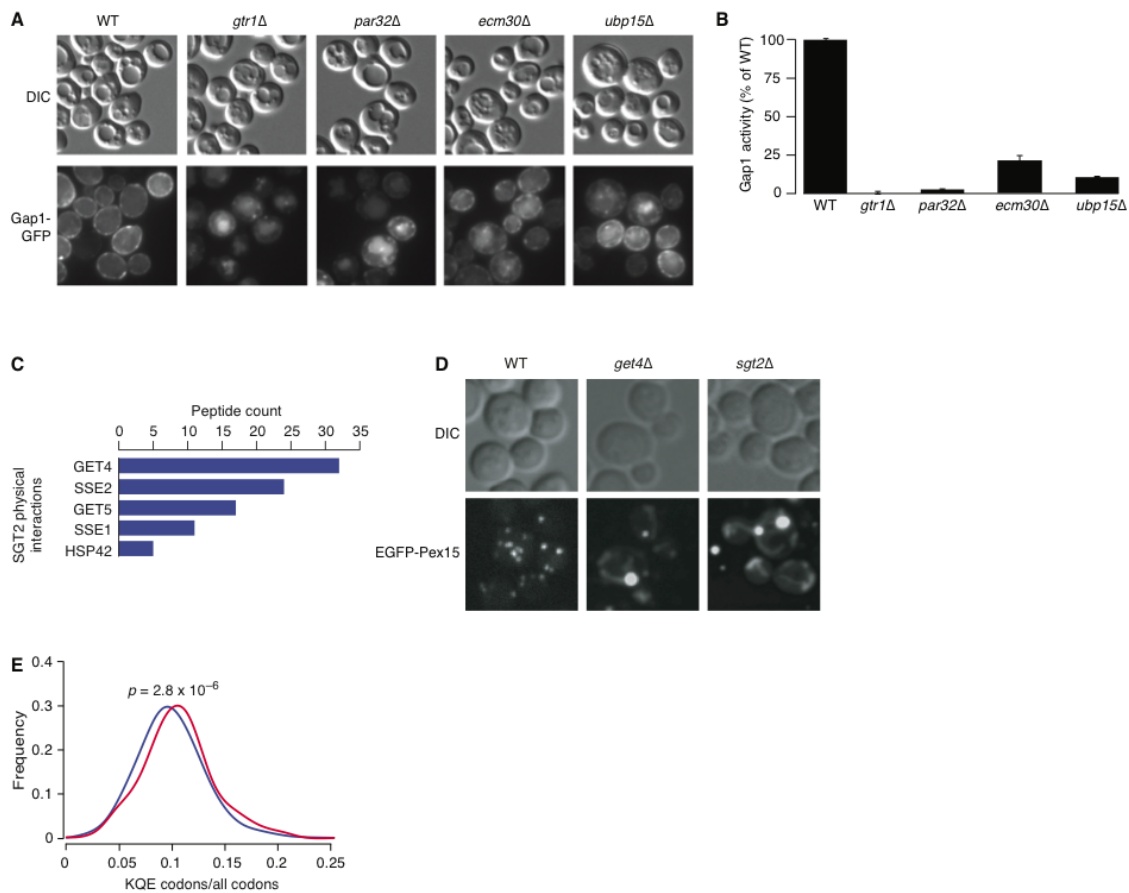 A
WT gtr1Δ par32Δ ecm30Δ ubp15Δ
DIC
Gap1-
GFP
B
Gap1 activity (% of WT)
100
75
50
25
0
WT gtr1Δ par32Δ ecm30Δ ubp15Δ
C
Peptide count
0 5 10 15 20 25 30 35
SGT2 physical
interactions
GET4
SSE2
GET5
SSE1
HSP42
D
WT get4Δ sgt2Δ
DIC
EGFP-Pex15
E
p = 2.8 x 10⁻⁶
Frequency
0.4
0.3
0.2
0.1
0
0 0.05 0.1 0.15 0.2 0.25
KQE codons/all codons